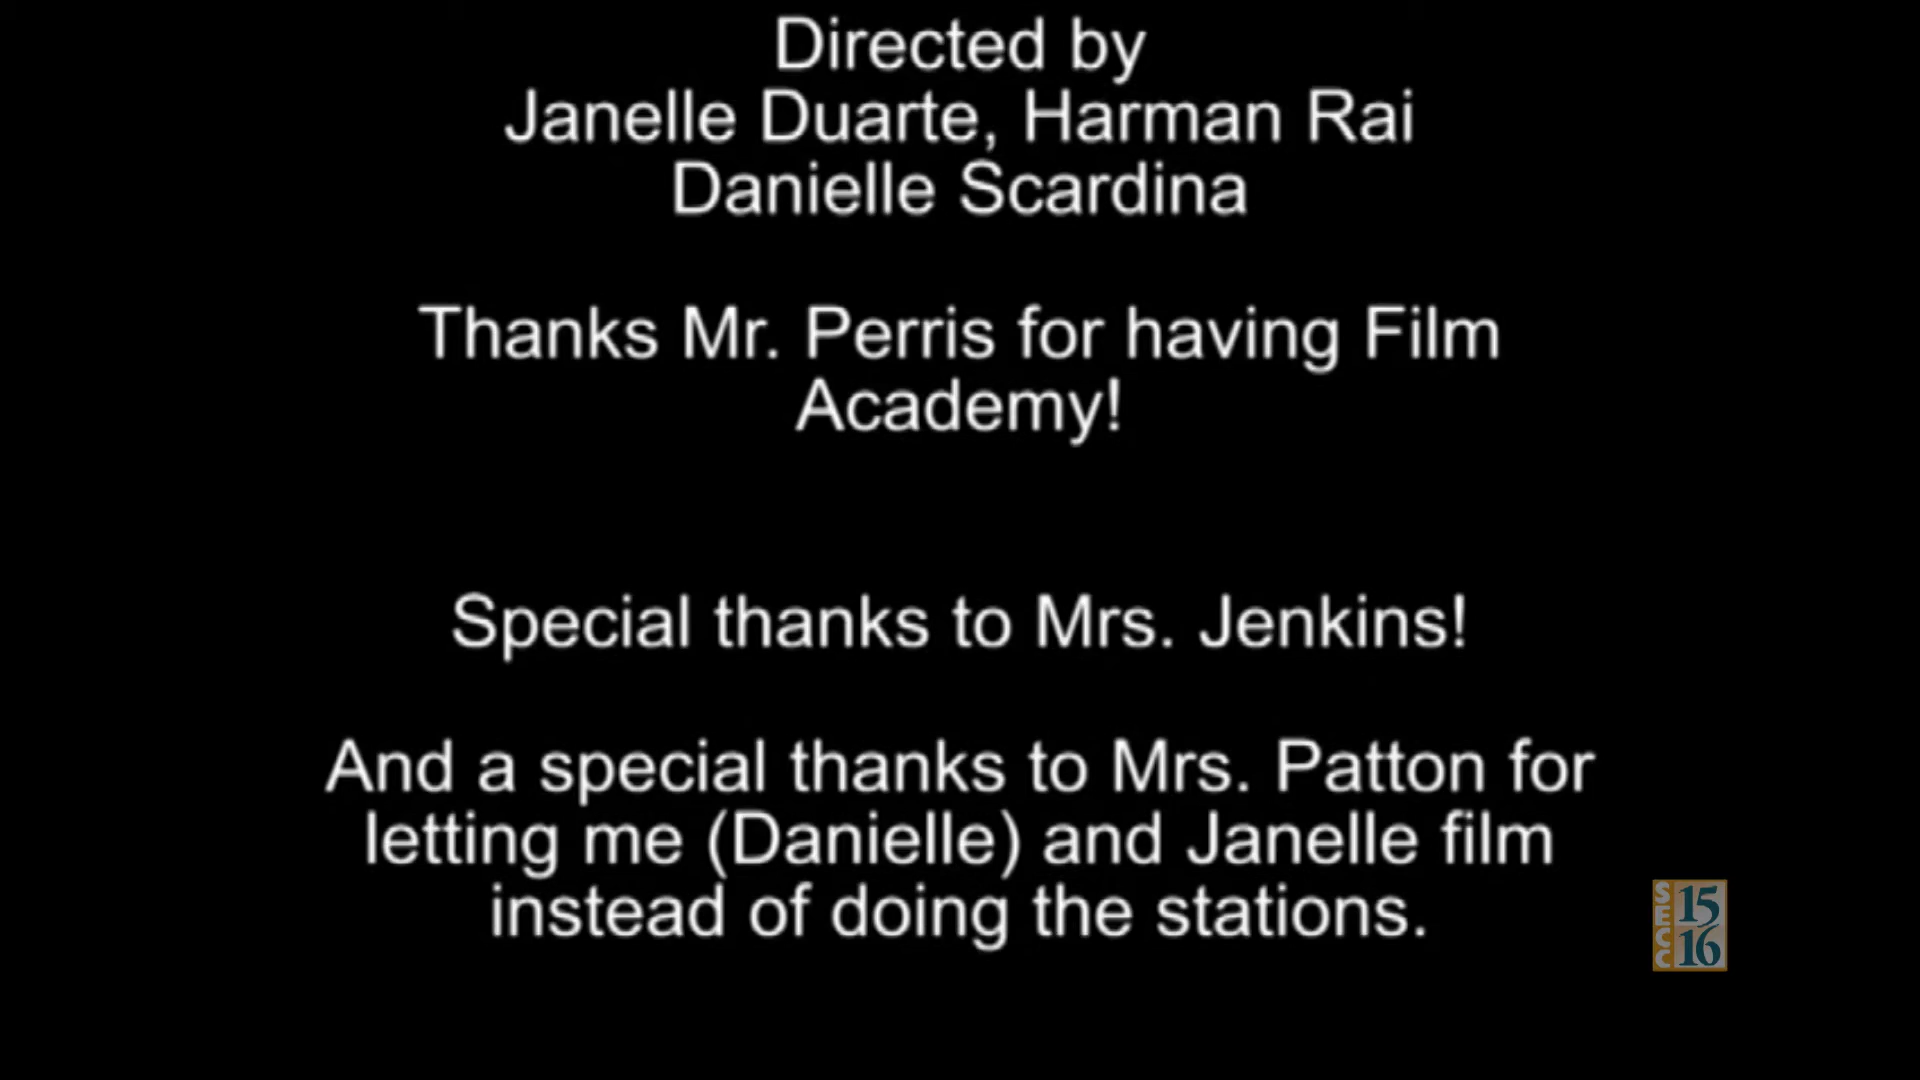 Directed by
Janelle Duarte, Harman Rai
Danielle Scardina
Thanks Mr. Perris for having Film
Academy!
Special thanks to Mrs. Jenkins!
And a special thanks to Mrs. Patton for
letting me (Danielle) and Janelle film
instead of doing the stations.
SECC
15
16